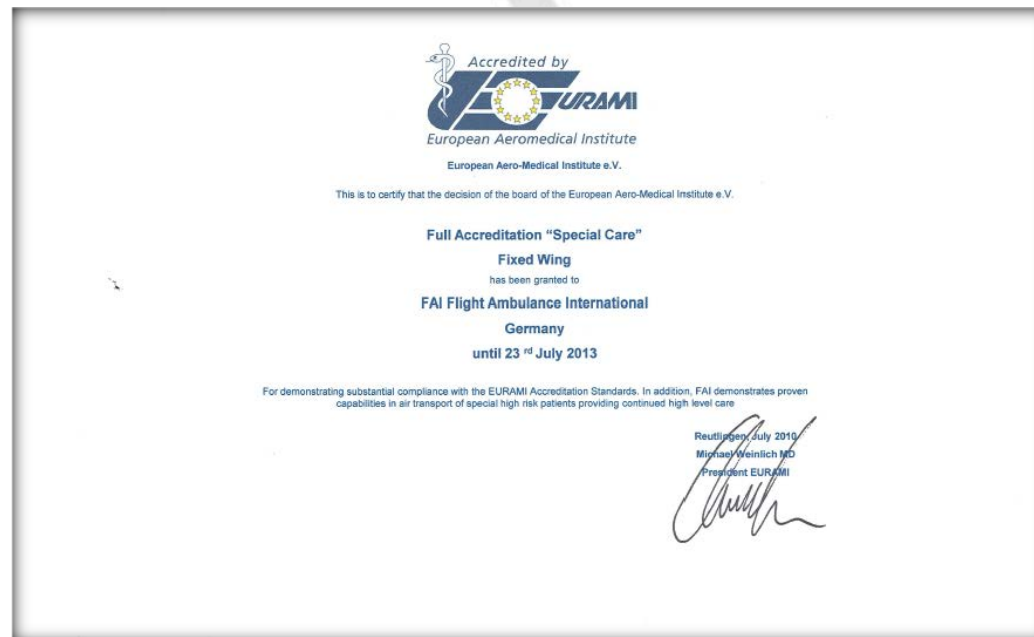 Accredited by
EURAMI
European Aeromedical Institute
European Aero-Medical Institute e.V.
This is to certify that the decision of the board of the European Aero-Medical Institute e.V.
Full Accreditation “Special Care”
Fixed Wing
has been granted to
FAI Flight Ambulance International
Germany
until 23 rd July 2013
For demonstrating substantial compliance with the EURAMI Accreditation Standards. In addition, FAI demonstrates proven
capabilities in air transport of special high risk patients providing continued high level care
Reutlingen, July 2010
Michael Weinlich MD
President EURAMI